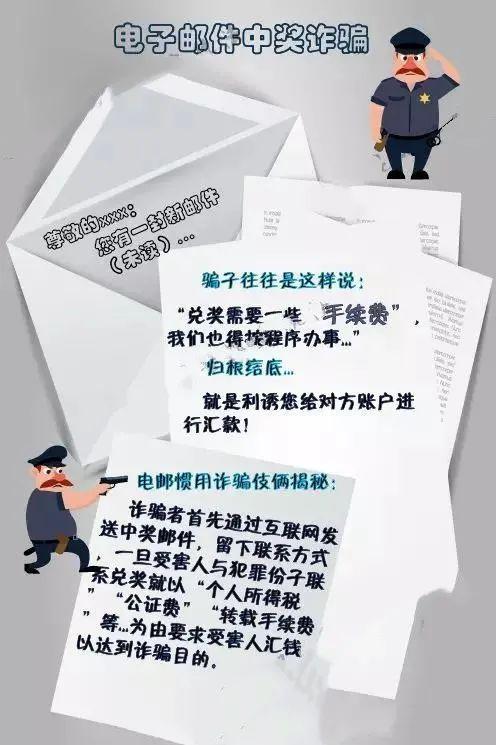 电子邮件中奖诈骗
尊敬的xxx：
您有一封新邮件
（未读）...
骗子往往是这样说：
“兑奖需要一些 手续费”，
我们也得按程序办事...”
归根结底...
就是利诱您给对方账户进
行汇款！
电邮惯用诈骗伎俩揭秘：
诈骗者首先通过互联网发
送中奖邮件，留下联系方式
，一旦受害人与犯罪份子联
系兑奖就以“个人所得税
”“公证费”“转载手续费
”等...为由要求受害人汇钱
以达到诈骗目的。